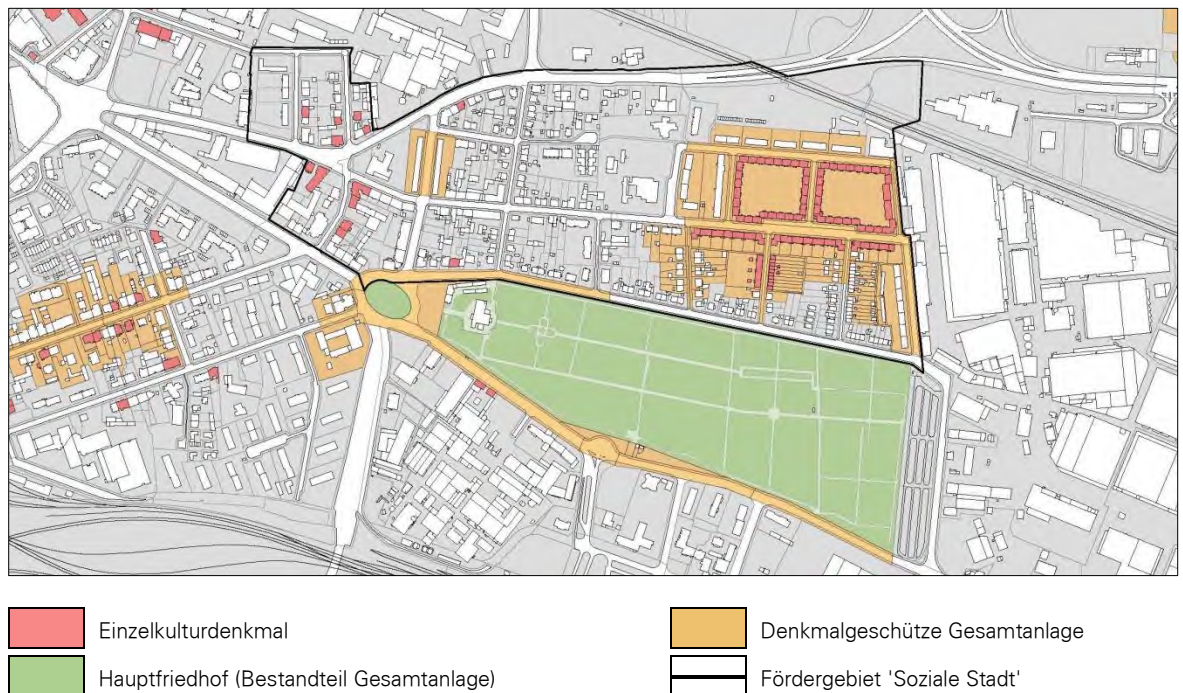 Einzelkulturdenkmal
Denkmalgeschütze Gesamtanlage
Hauptfriedhof (Bestandteil Gesamtanlage)
Fördergebiet 'Soziale Stadt'